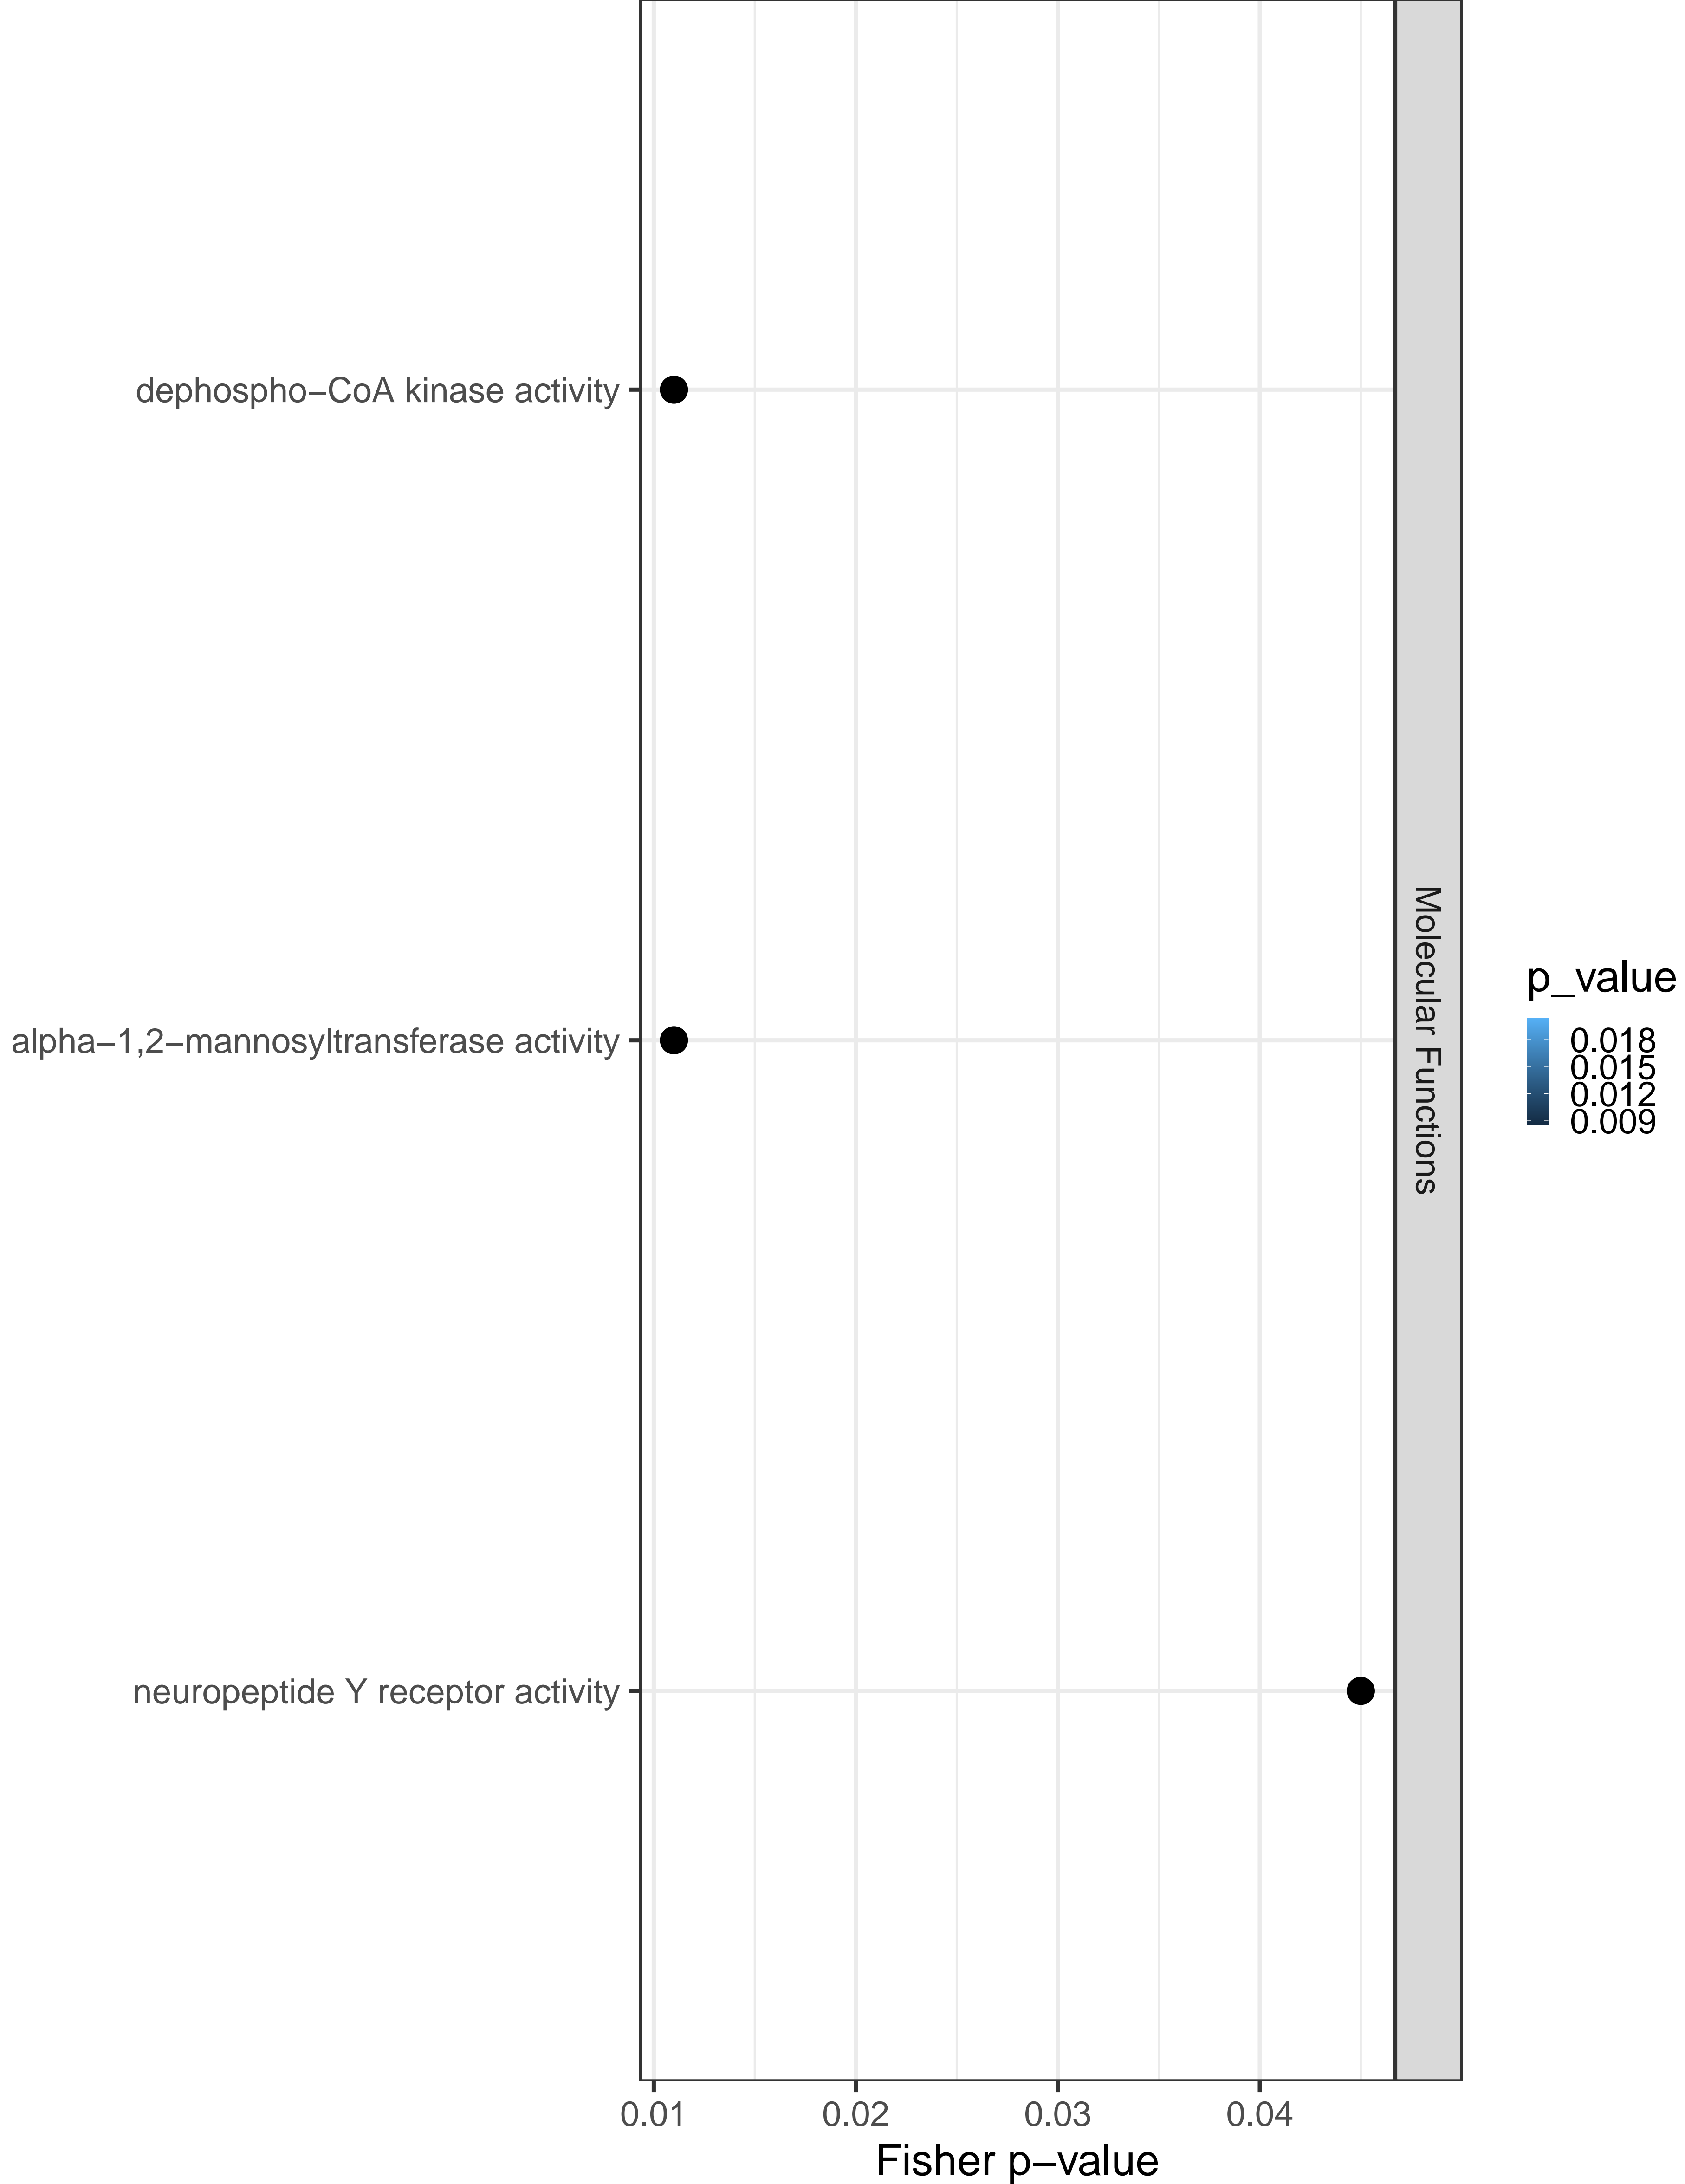 dephospho−CoA kinase activity
alpha−1,2−mannosyltransferase activity
neuropeptide Y receptor activity
0.01
0.02
0.03
0.04
Fisher p−value
Molecular Functions
p_value
0.018
0.015
0.012
0.009